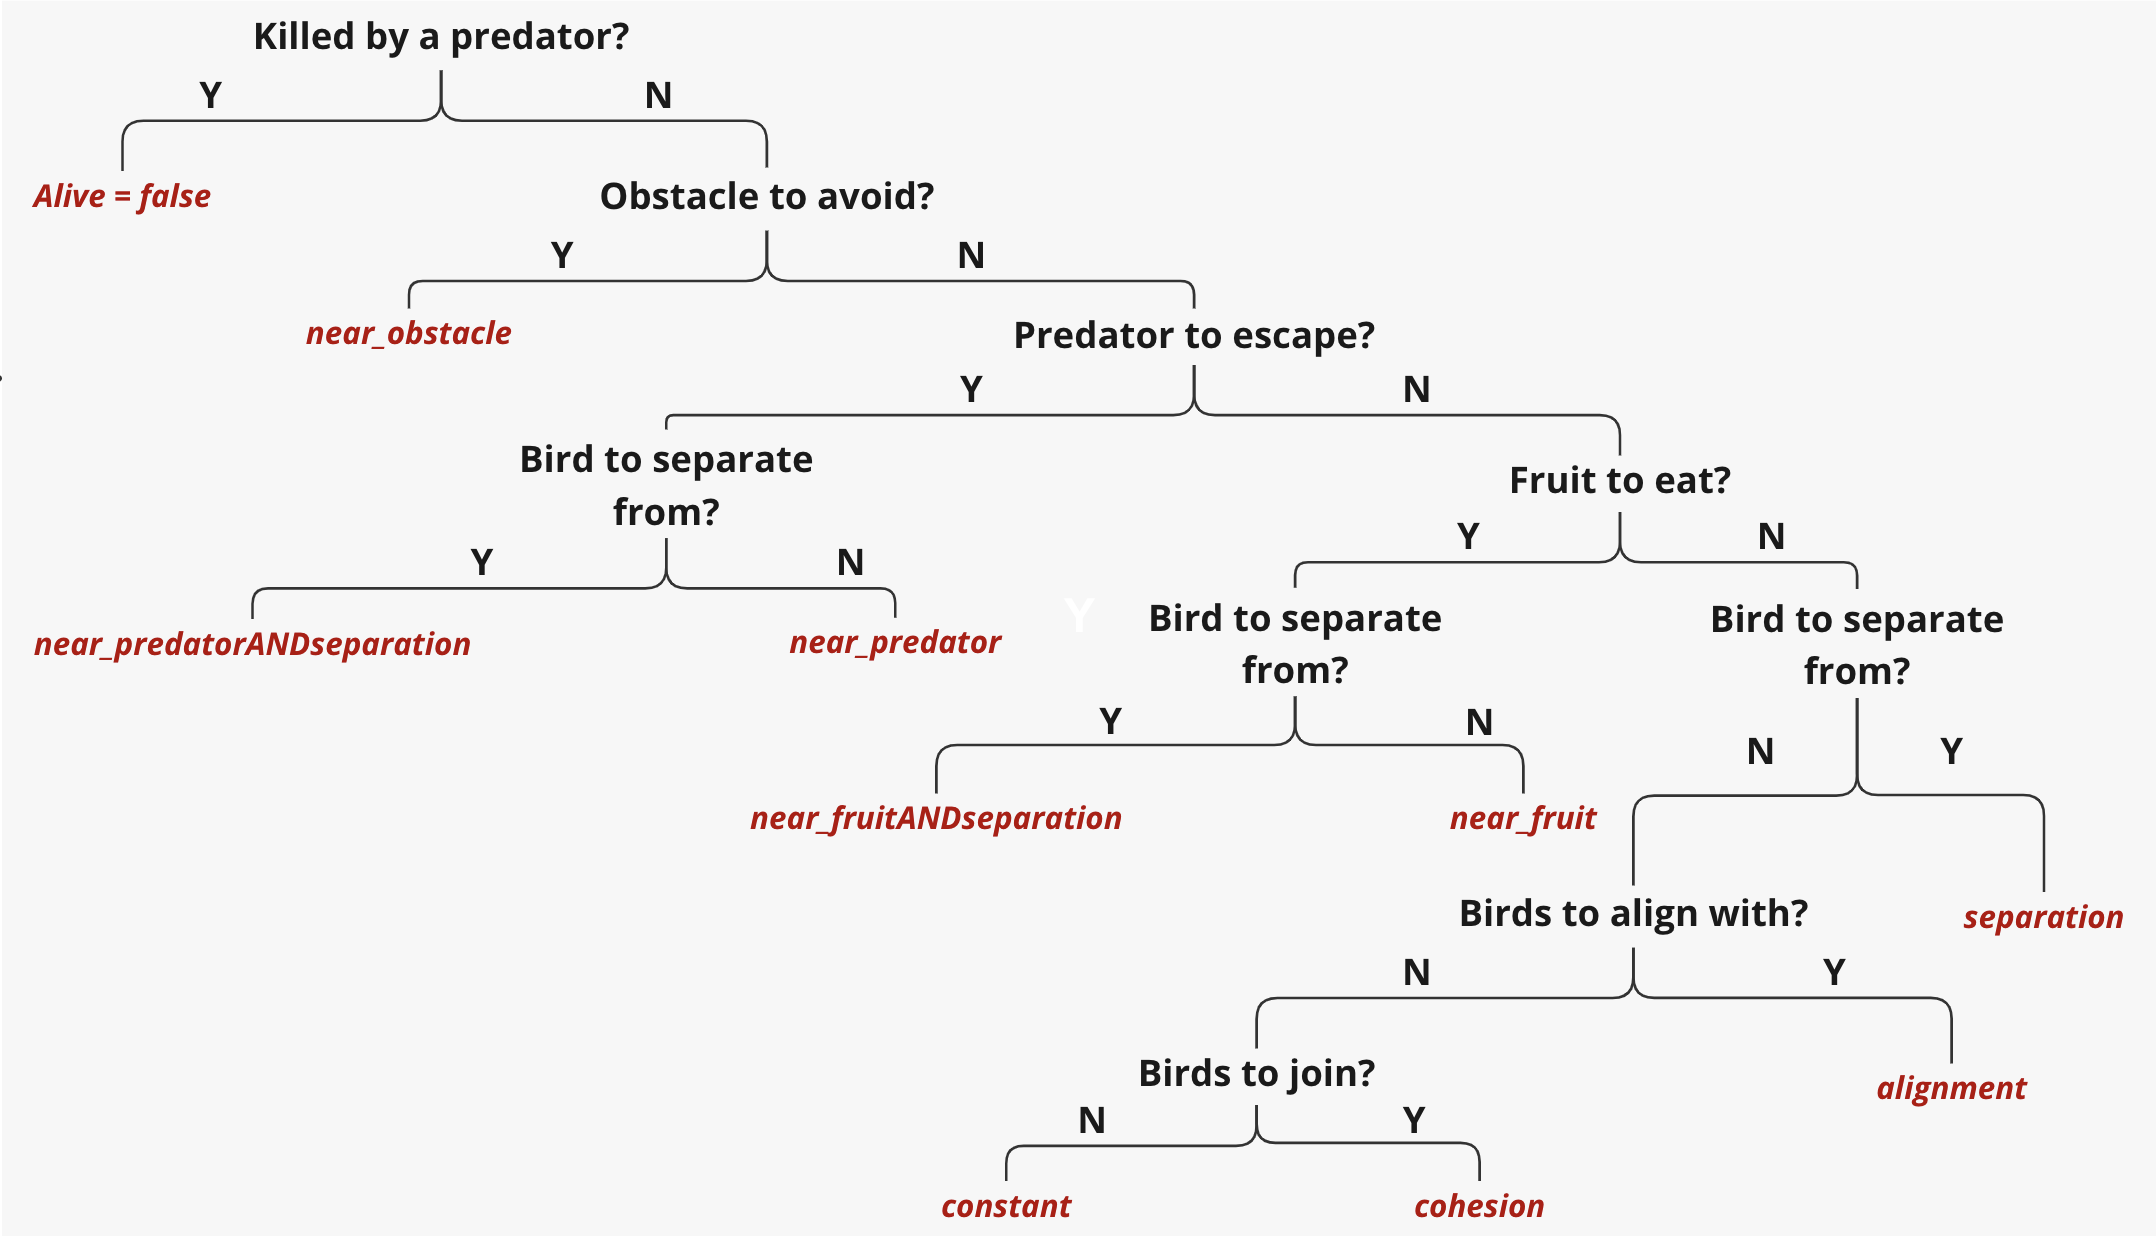 Killed by a predator?
Y
N
Alive = false
Obstacle to avoid?
Y
N
near_obstacle
Predator to escape?
Y
N
Bird to separate
from?
Fruit to eat?
Y
N
Y
N
near_predatorANDseparation
near_predator
Y
Bird to separate
from?
Bird to separate
from?
Y
N
N
Y
near_fruitANDseparation
near_fruit
Birds to align with?
separation
N
Y
Birds to join?
alignment
N
Y
constant
cohesion